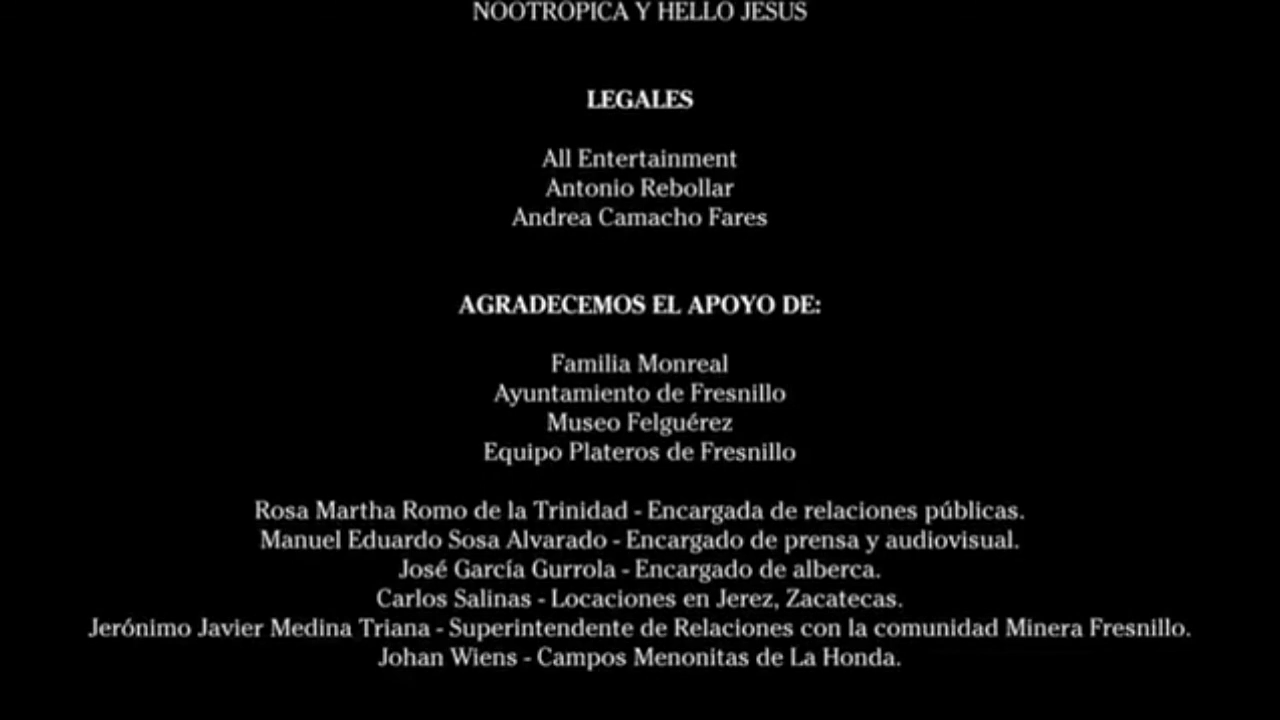 NOOTROPICA Y HELLO JESUS
LEGALES
All Entertainment
Antonio Rebollar
Andrea Camacho Fares
AGRADECEMOS EL APOYO DE:
Familia Monreal
Ayuntamiento de Fresnillo
Museo Felguérez
Equipo Plateros de Fresnillo
Rosa Martha Romo de la Trinidad - Encargada de relaciones públicas.
Manuel Eduardo Sosa Alvarado - Encargado de prensa y audiovisual.
José García Gurrola - Encargado de alberca.
Carlos Salinas - Locaciones en Jerez, Zacatecas.
Jerónimo Javier Medina Triana - Superintendente de Relaciones con la comunidad Minera Fresnillo.
Johan Wiens - Campos Menonitas de La Honda.